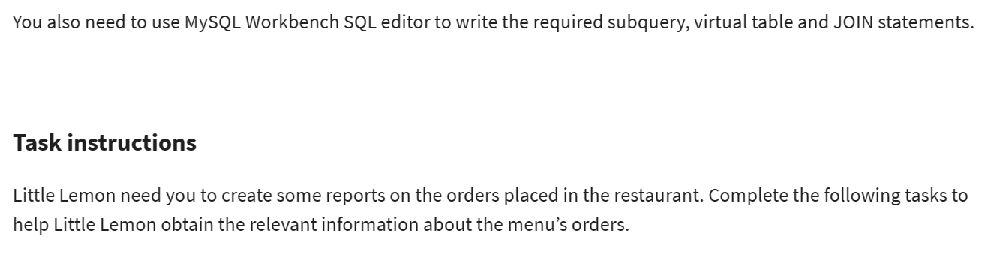 You also need to use MySQL Workbench SQL editor to write the required subquery, virtual table and JOIN statements.
Task instructions
Little Lemon need you to create some reports on the orders placed in the restaurant. Complete the following tasks to
help Little Lemon obtain the relevant information about the menu’s orders.